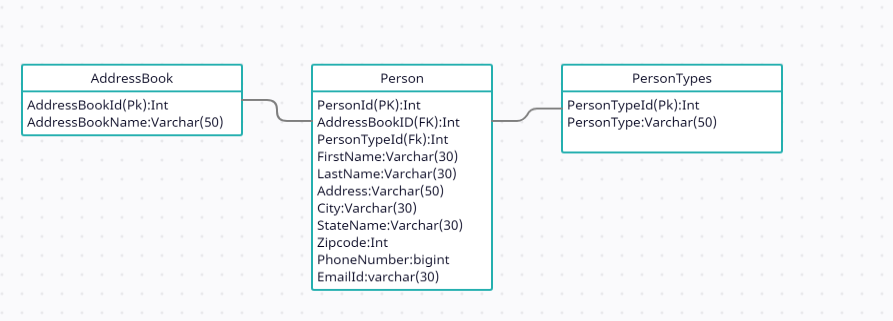 AddressBook
AddressBookId(Pk):Int
AddressBookName:Varchar(50)
Person
PersonId(PK):Int
AddressBookID(FK):Int
PersonTypeId(Fk):Int
FirstName:Varchar(30)
LastName:Varchar(30)
Address:Varchar(50)
City:Varchar(30)
StateName:Varchar(30)
Zipcode:Int
PhoneNumber:bigint
EmailId:varchar(30)
PersonTypes
PersonTypeId(Pk):Int
PersonType:Varchar(50)